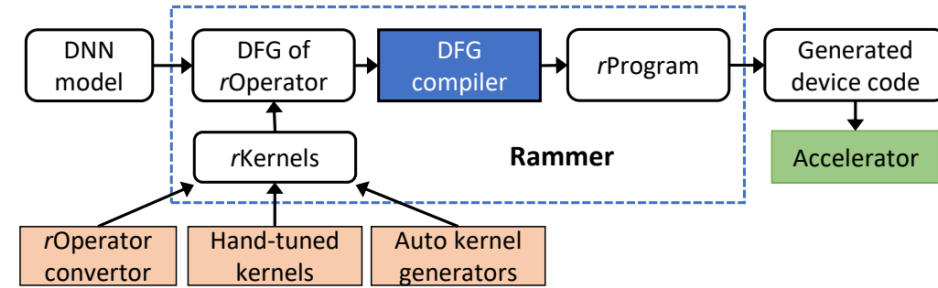 DNN
model
DFG of
rOperator
DFG
compiler
rProgram
Generated
device code
rKernels
Rammer
Accelerator
rOperator
convertor
Hand-tuned
kernels
Auto kernel
generators